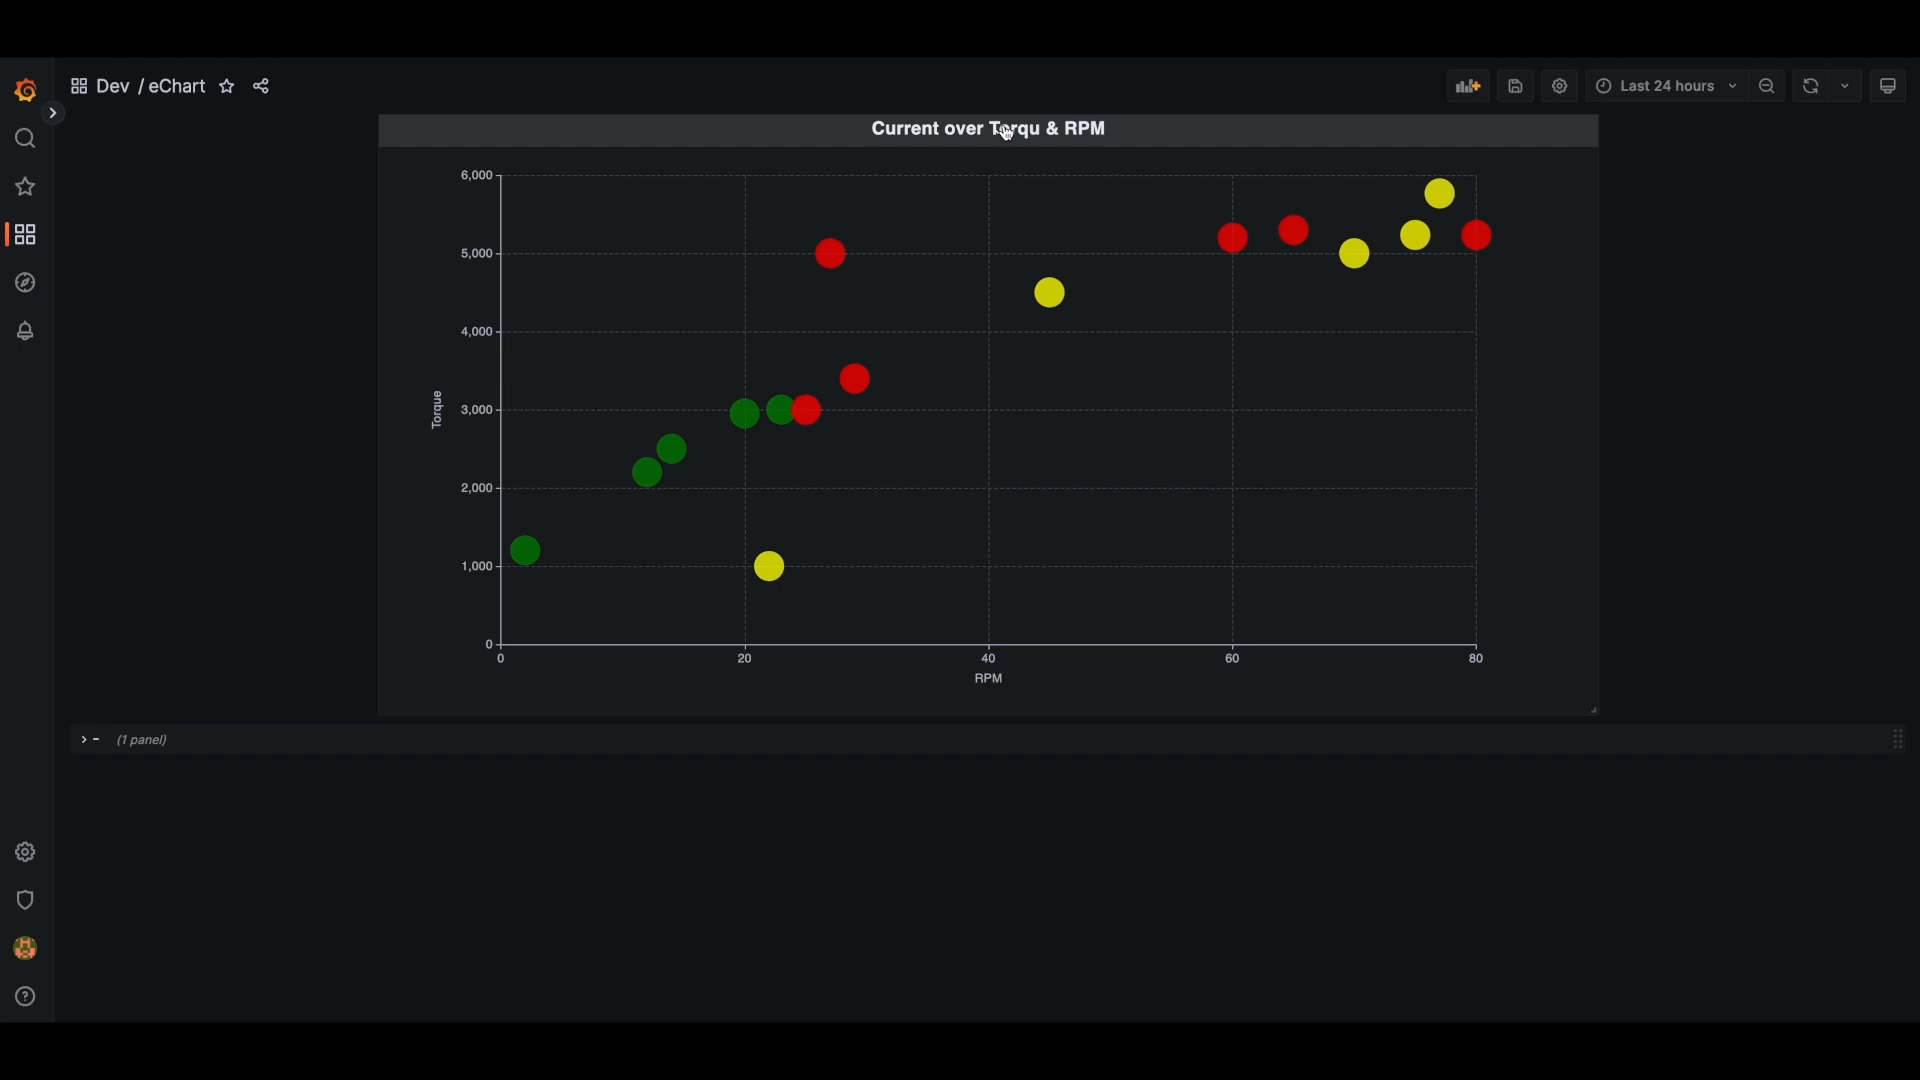 Dev / eChart
Last 24 hours
Current over Torqu & RPM
6,000
5,000
4,000
3,000
2,000
1,000
0
Torque
0 20 40 60 80
RPM
- (1 panel)